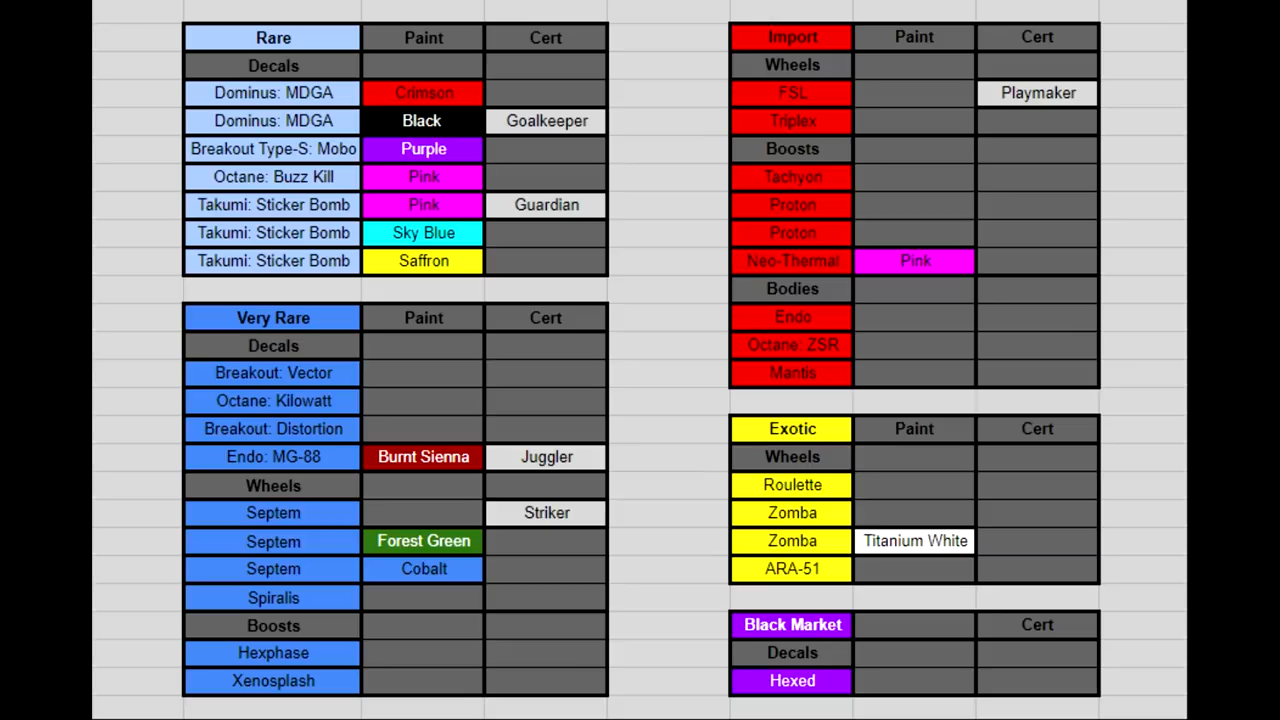 Rare Paint Cert
Decals
Dominus: MDGA Crimson
Dominus: MDGA Black Goalkeeper
Breakout Type-S: Mobo Purple
Octane: Buzz Kill Pink
Takumi: Sticker Bomb Pink Guardian
Takumi: Sticker Bomb Sky Blue
Takumi: Sticker Bomb Saffron
Very Rare Paint Cert
Decals
Breakout: Vector
Octane: Kilowatt
Breakout: Distortion
Endo: MG-88 Burnt Sienna Juggler
Wheels
Septem Striker
Septem Forest Green
Septem Cobalt
Spiralis
Boosts
Hexphase
Xenosplash
Import Paint Cert
Wheels
FSL Playmaker
Triplex
Boosts
Tachyon
Proton
Proton
Neo-Thermal Pink
Bodies
Endo
Octane: ZSR
Mantis
Exotic Paint Cert
Wheels
Roulette
Zomba
Zomba Titanium White
ARA-51
Black Market Cert
Decals
Hexed